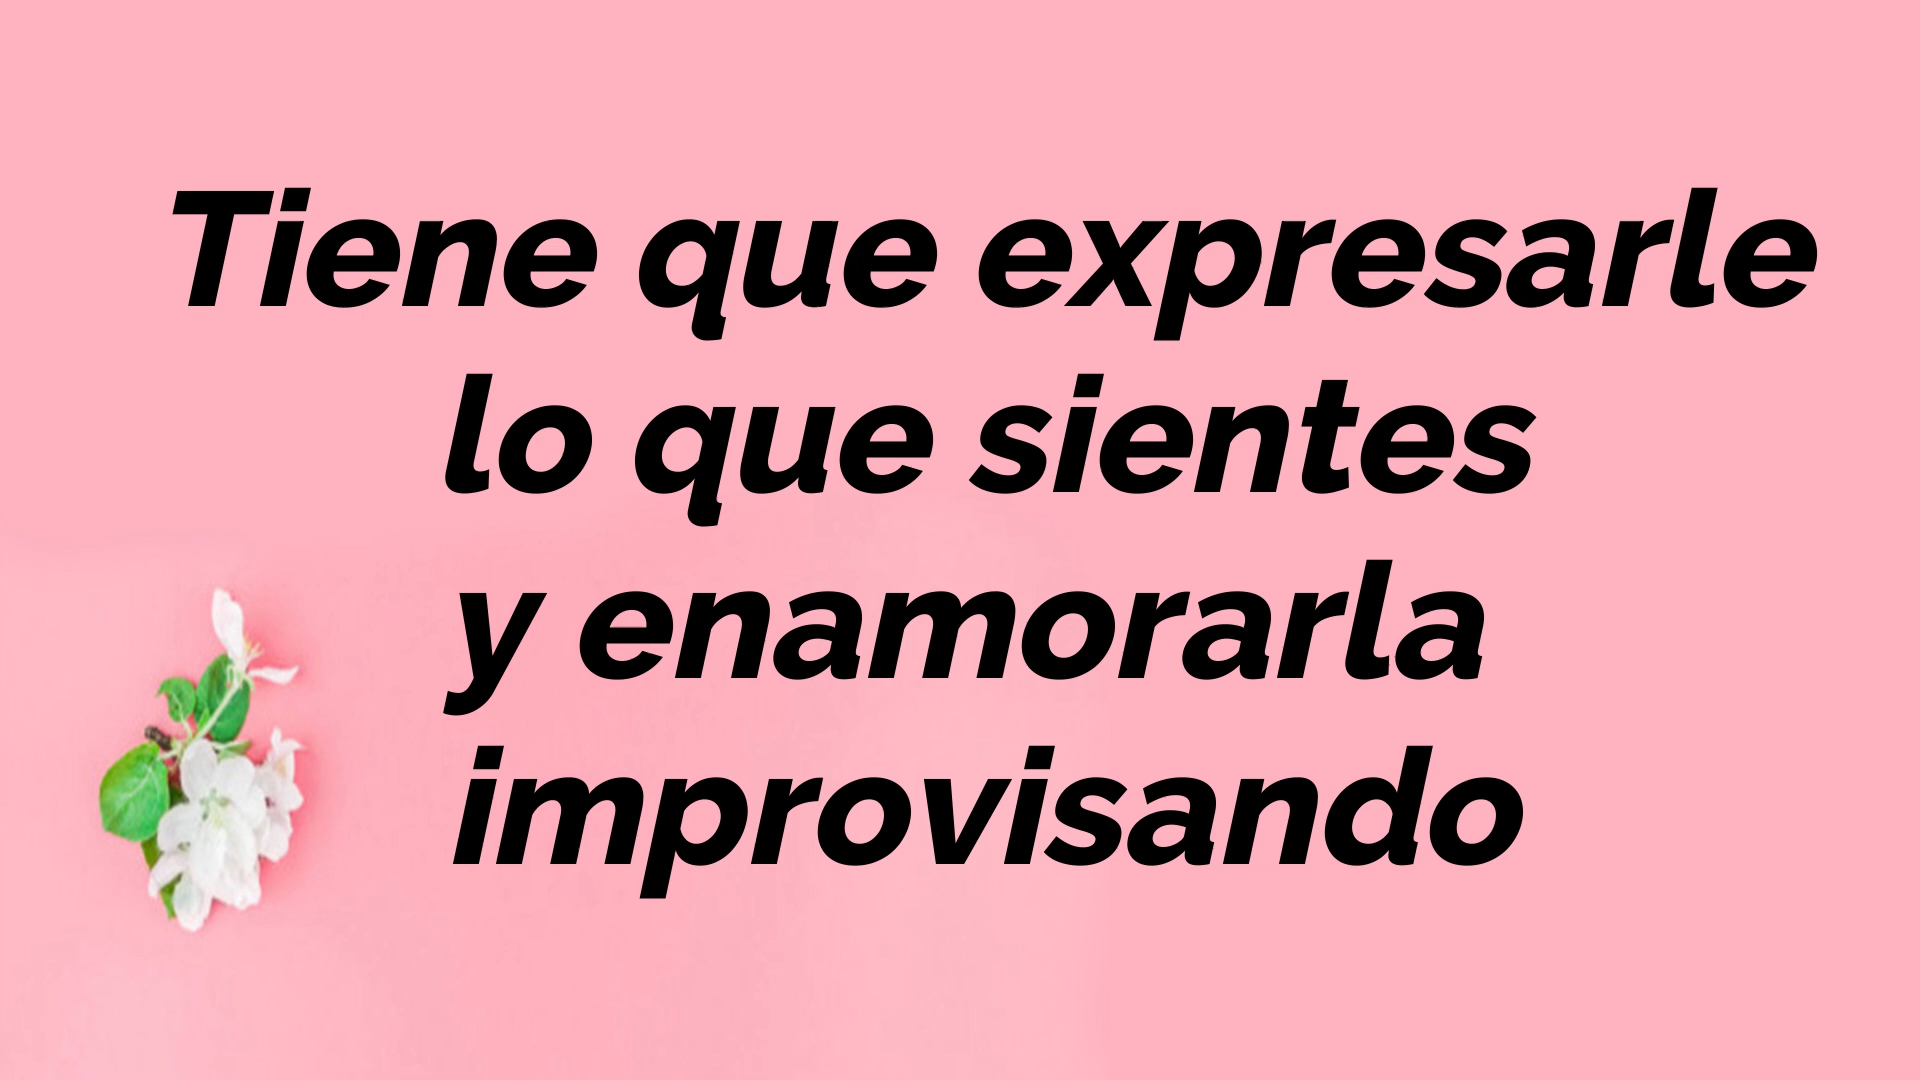 Tiene que expresarle
lo que sientes
y enamorarla
improvisando